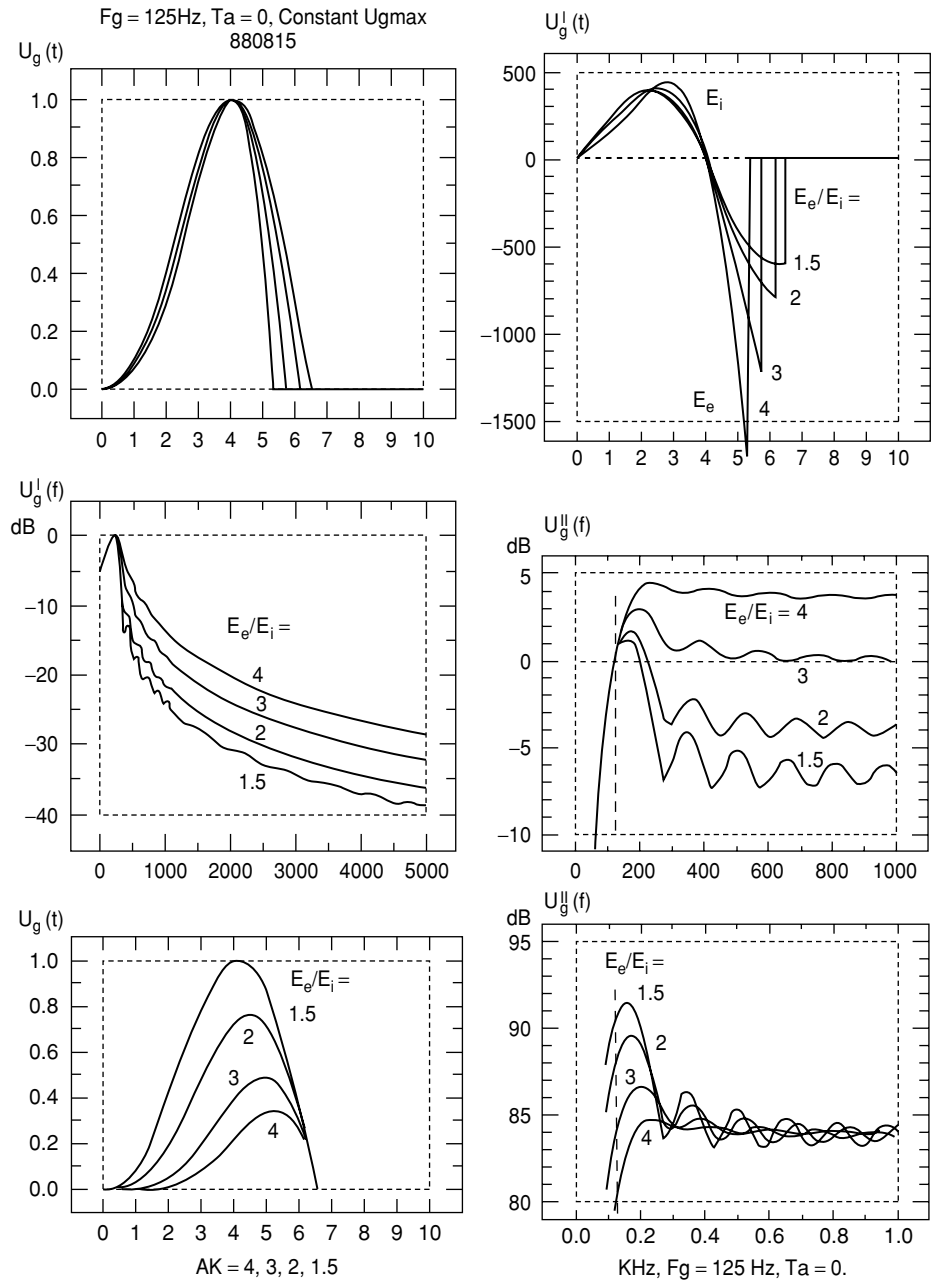 Fg = 125Hz, Ta = 0, Constant Ugmax
880815
U_g (t)
1.0
0.8
0.6
0.4
0.2
0.0
0 1 2 3 4 5 6 7 8 9 10
U_g^I (t)
500
0
–500
–1000
–1500
E_i
E_e/E_i =
1.5
2
3
4
E_e
0 1 2 3 4 5 6 7 8 9 10
U_g^I (f)
dB
0
–10
–20
–30
–40
E_e/E_i =
4
3
2
1.5
0 1000 2000 3000 4000 5000
U_g^II (f)
dB
5
0
–5
–10
E_e/E_i = 4
3
2
1.5
0 200 400 600 800 1000
U_g (t)
1.0
0.8
0.6
0.4
0.2
0.0
E_e/E_i =
1.5
2
3
4
0 1 2 3 4 5 6 7 8 9 10
AK = 4, 3, 2, 1.5
U_g^II (f)
dB
95
90
85
80
E_e/E_i =
1.5
2
3
4
0.0 0.2 0.4 0.6 0.8 1.0
KHz, Fg = 125 Hz, Ta = 0.